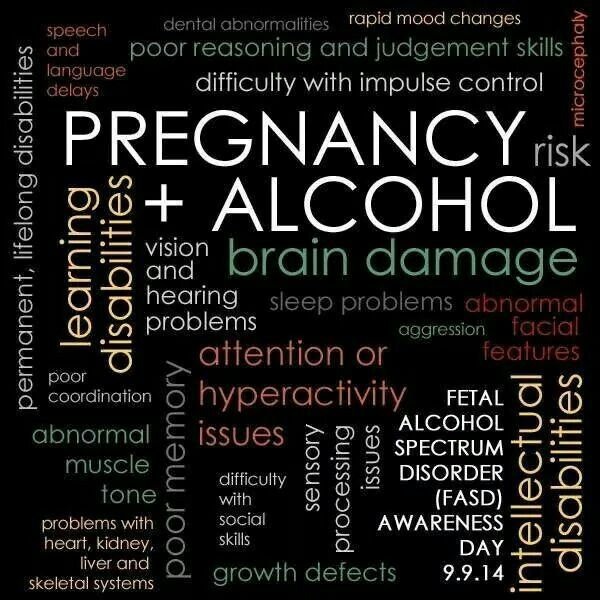 speech
and
language
delays
dental abnormalities
rapid mood changes
poor reasoning and judgement skills
difficulty with impulse control
microcephaly
permanent, lifelong disabilities
PREGNANCY
risk
+ ALCOHOL
learning
disabilities
vision
and
hearing
problems
brain damage
sleep problems
abnormal
facial
features
aggression
attention or
hyperactivity
issues
poor
coordination
poor memory
abnormal
muscle
tone
sensory
processing
issues
difficulty
with
social
skills
FETAL
ALCOHOL
SPECTRUM
DISORDER
(FASD)
AWARENESS
DAY
9.9.14
intellectual
disabilities
problems with
heart, kidney,
liver and
skeletal systems
growth defects